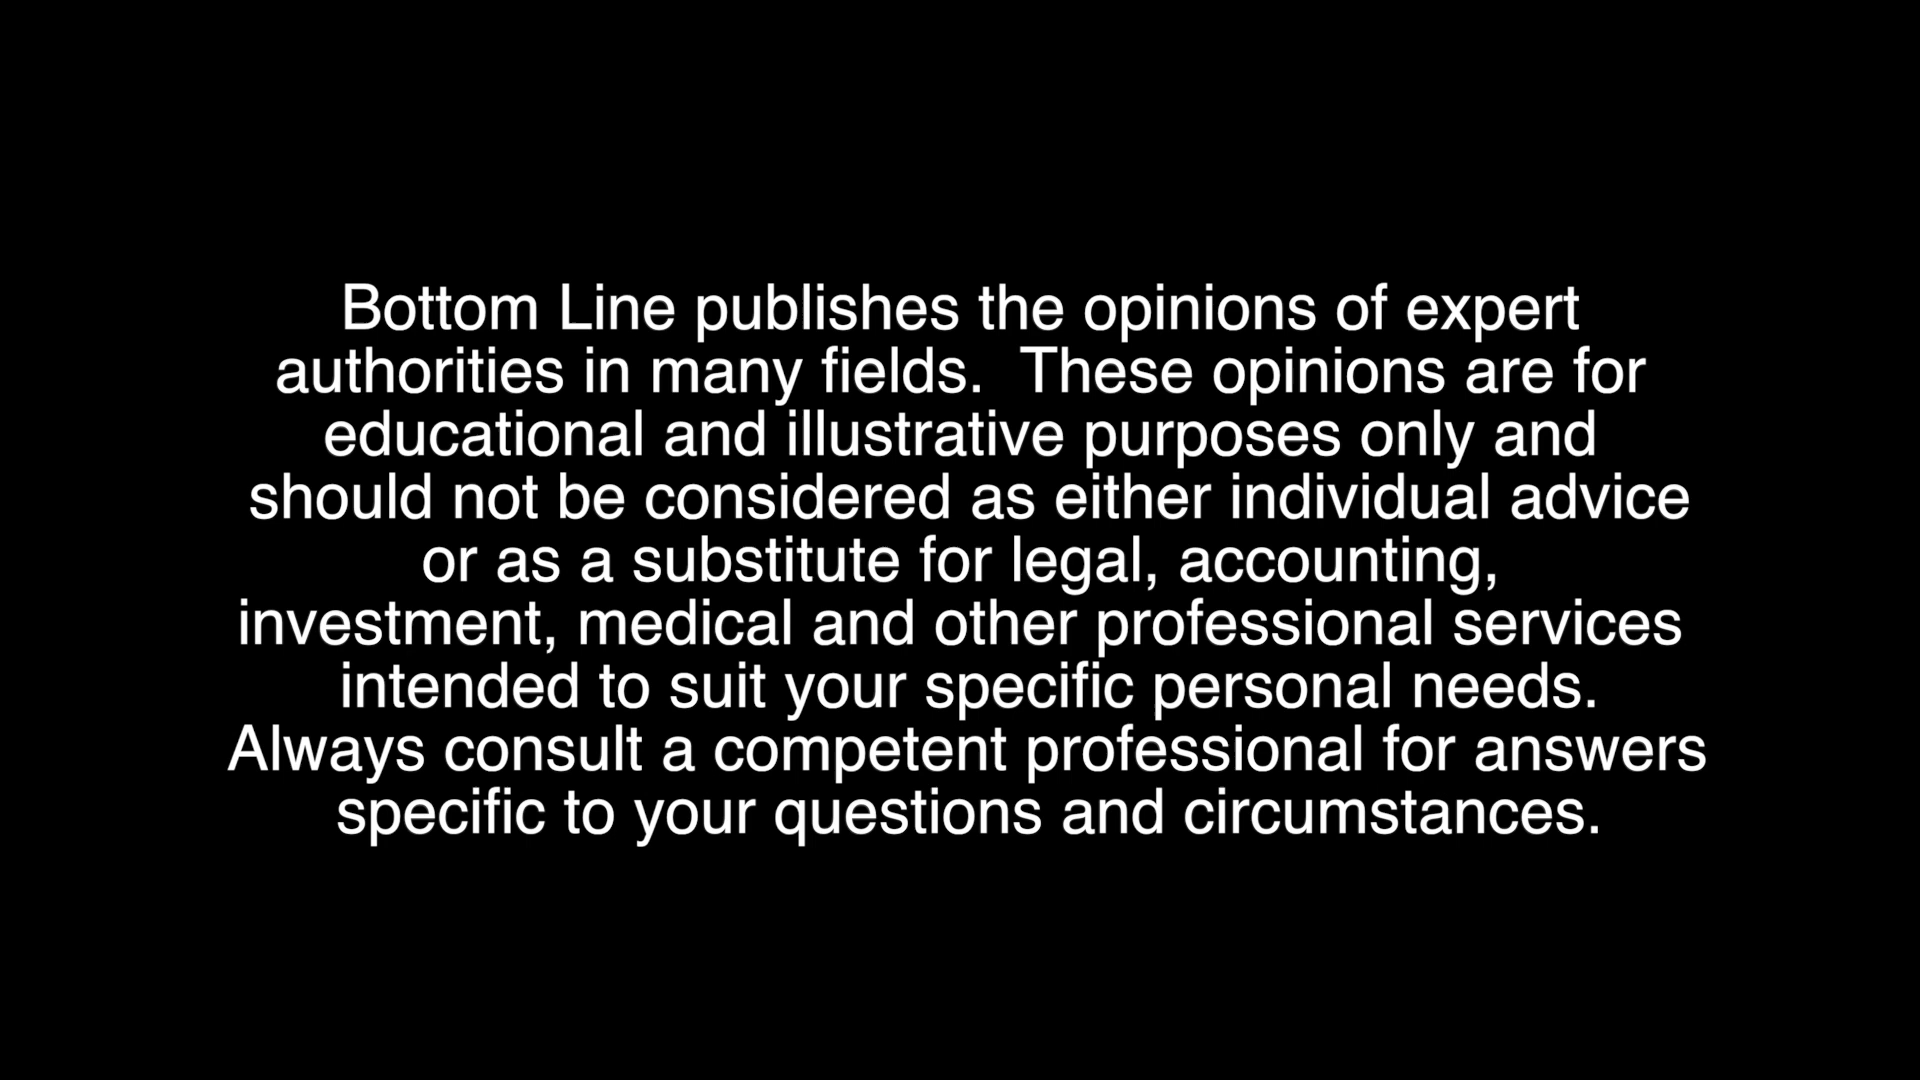 Bottom Line publishes the opinions of expert
authorities in many fields.  These opinions are for
educational and illustrative purposes only and
should not be considered as either individual advice
or as a substitute for legal, accounting,
investment, medical and other professional services
intended to suit your specific personal needs.
Always consult a competent professional for answers
specific to your questions and circumstances.